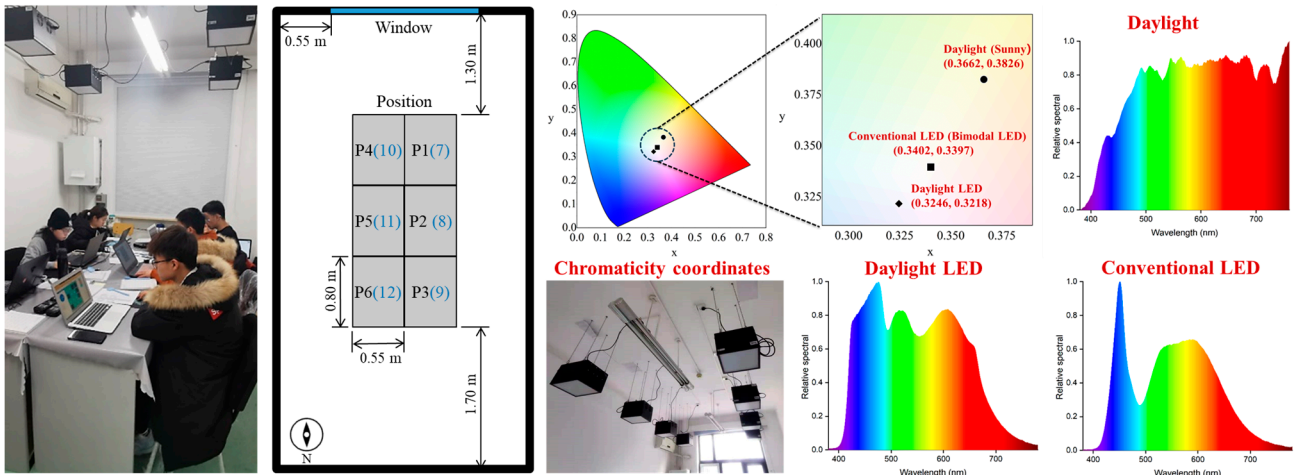 0.55 m
Window
1.30 m
Position
P4(10) P1(7)
P5(11) P2 (8)
P6(12) P3(9)
0.80 m
0.55 m
1.70 m
N
0.9
0.8
0.7
0.6
0.5
y
0.4
0.3
0.2
0.1
0.0
0.0 0.1 0.2 0.3 0.4 0.5 0.6 0.7 0.8
x
Chromaticity coordinates
0.400
0.375
y
0.350
0.325
0.300 0.325 0.350 0.375
x
Daylight (Sunny)
(0.3662, 0.3826)
Conventional LED (Bimodal LED)
(0.3402, 0.3397)
Daylight LED
(0.3246, 0.3218)
Daylight
Relative spectral
1.0
0.8
0.6
0.4
0.2
0.0
400 500 600 700
Wavelength (nm)
Daylight LED
Relative spectral
1.0
0.8
0.6
0.4
0.2
0.0
400 500 600 700
Wavelength (nm)
Conventional LED
Relative spectral
1.0
0.8
0.6
0.4
0.2
0.0
400 500 600 700
Wavelength (nm)